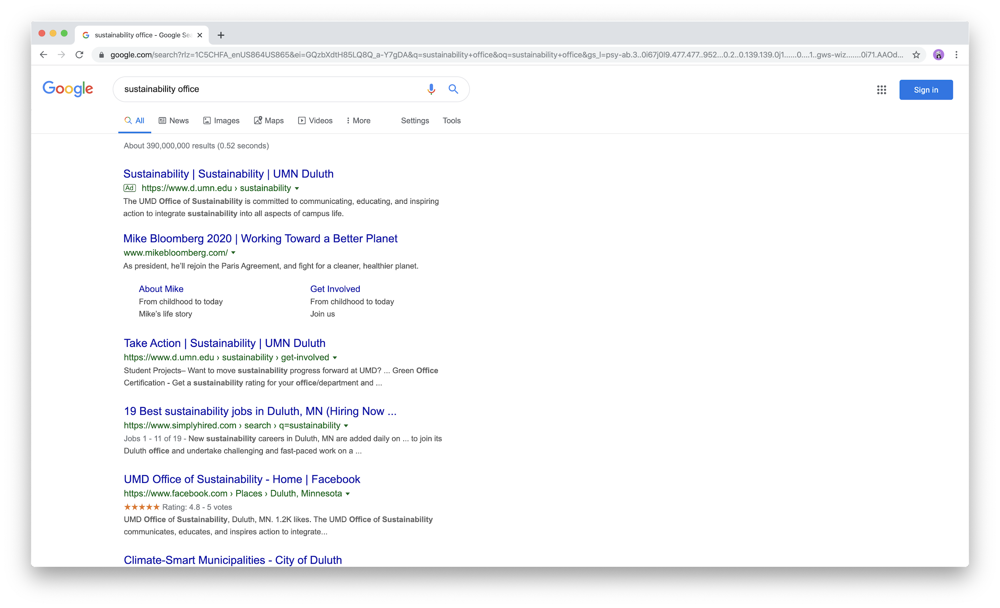 sustainability office - Google Sea
google.com/search?rlz=1C5CHFA_enUS864US865&ei=GQzbXdtH85LQ8Q_a-Y7gDA&q=sustainability+office&oq=sustainability+office&gs_l=psy-ab.3..0i67j0l9.477.477..952...0.2..0.139.139.0j1......0....1..gws-wiz.......0i71.AAOd...
Google
sustainability office
Sign in
All News Images Maps Videos More Settings Tools
About 390,000,000 results (0.52 seconds)
Sustainability | Sustainability | UMN Duluth
Ad https://www.d.umn.edu › sustainability
The UMD Office of Sustainability is committed to communicating, educating, and inspiring
action to integrate sustainability into all aspects of campus life.
Mike Bloomberg 2020 | Working Toward a Better Planet
www.mikebloomberg.com/
As president, he’ll rejoin the Paris Agreement, and fight for a cleaner, healthier planet.
About Mike
From childhood to today
Mike’s life story
Get Involved
From childhood to today
Join us
Take Action | Sustainability | UMN Duluth
https://www.d.umn.edu › sustainability › get-involved
Student Projects– Want to move sustainability progress forward at UMD? ... Green Office
Certification - Get a sustainability rating for your office/department and ...
19 Best sustainability jobs in Duluth, MN (Hiring Now ...
https://www.simplyhired.com › search › q=sustainability
Jobs 1 - 11 of 19 - New sustainability careers in Duluth, MN are added daily on ... to join its
Duluth office and undertake challenging and fast-paced work on a ...
UMD Office of Sustainability - Home | Facebook
https://www.facebook.com › Places › Duluth, Minnesota
★★★★★ Rating: 4.8 - 5 votes
UMD Office of Sustainability, Duluth, MN. 1.2K likes. The UMD Office of Sustainability
communicates, educates, and inspires action to integrate...
Climate-Smart Municipalities - City of Duluth